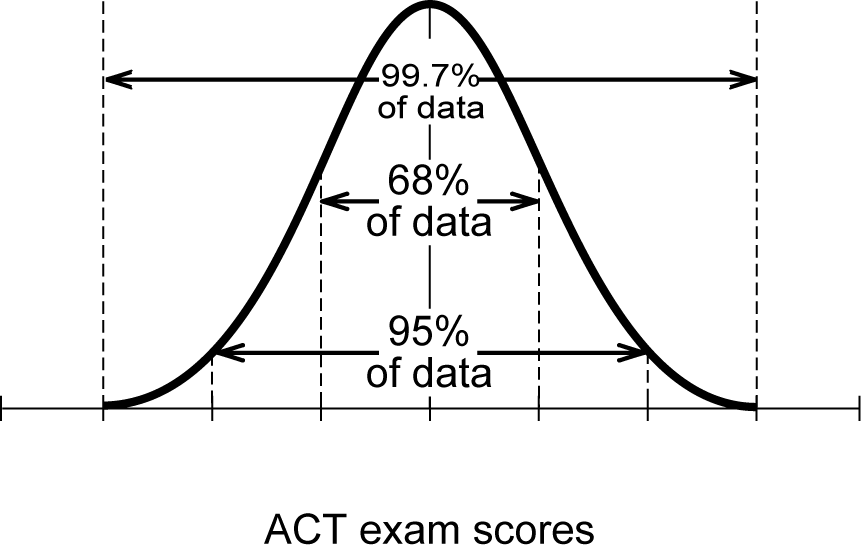 99.7%
of data
68%
of data
95%
of data
ACT exam scores